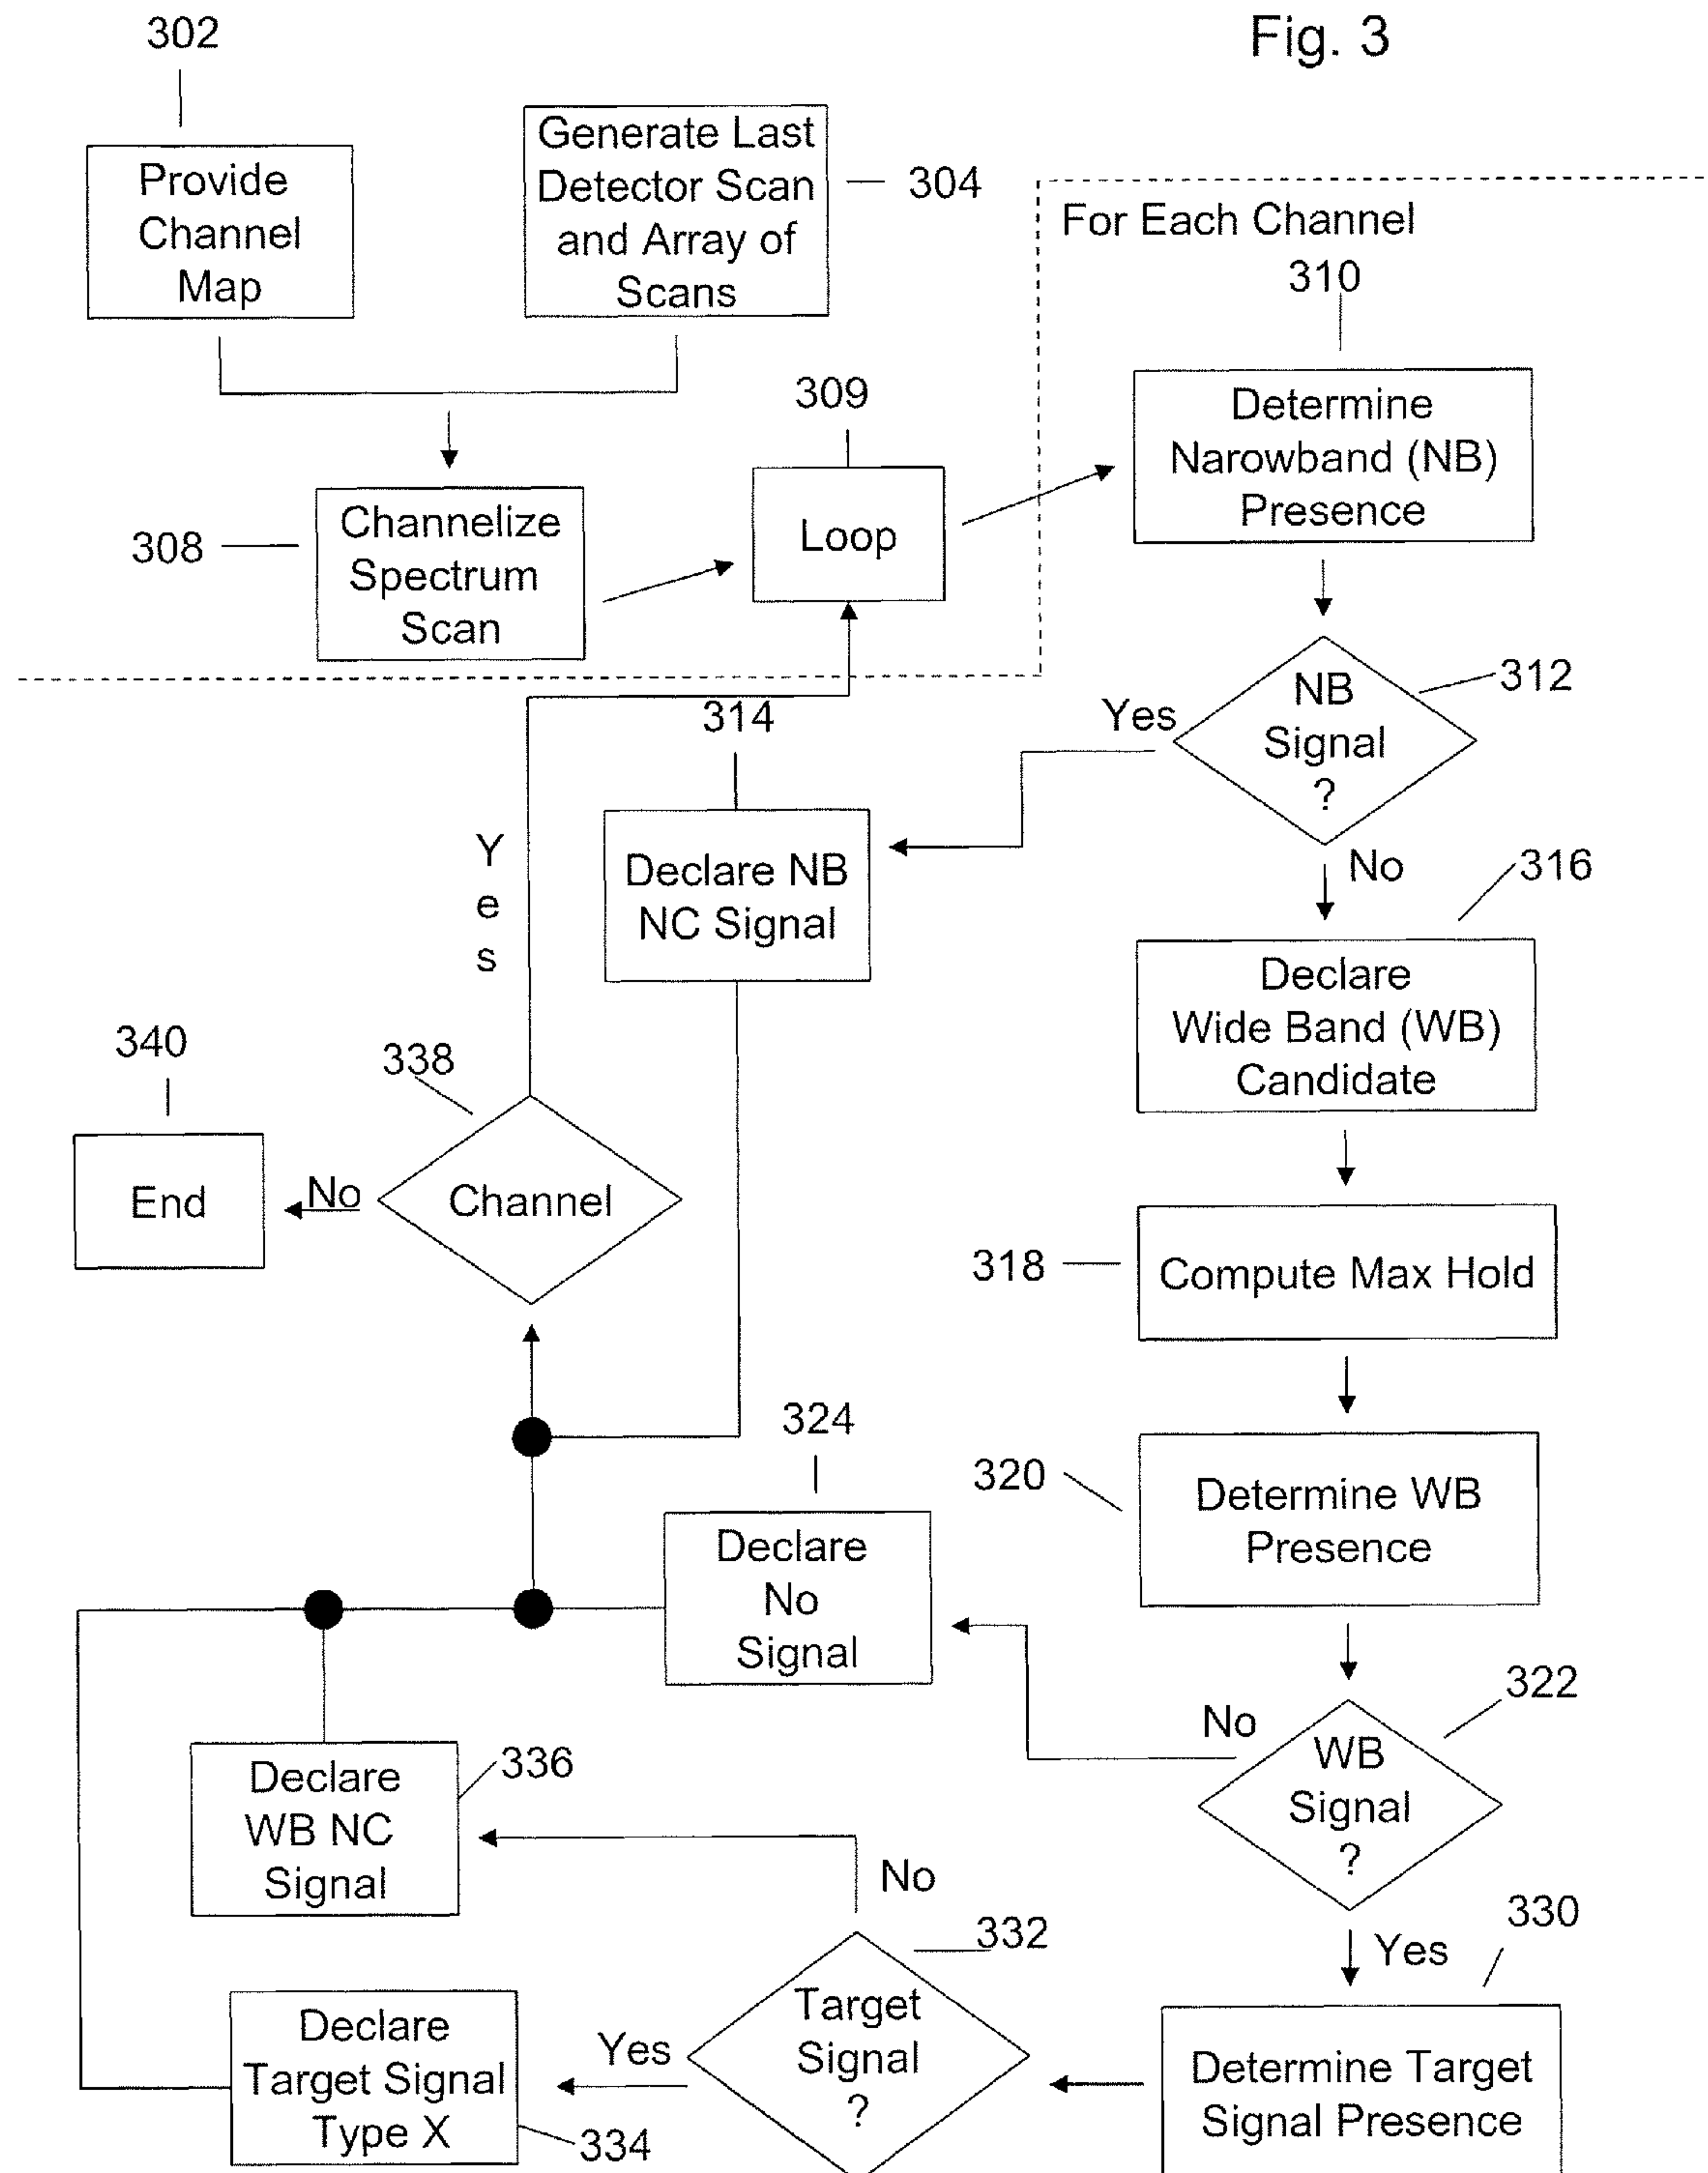 Fig. 3
302
Provide
Channel
Map
Generate Last
Detector Scan
and Array of
Scans
304
For Each Channel
310
Determine
Narowband (NB)
Presence
309
Loop
308
Channelize
Spectrum
Scan
312
NB
Signal
?
Yes
No
314
Declare NB
NC Signal
316
Declare
Wide Band (WB)
Candidate
Y
e
s
340
End
No
338
Channel
318
Compute Max Hold
320
Determine WB
Presence
324
Declare
No
Signal
322
WB
Signal
?
No
Yes
336
Declare
WB NC
Signal
No
332
Target
Signal
?
Yes
330
Determine Target
Signal Presence
Declare
Target Signal
Type X
334